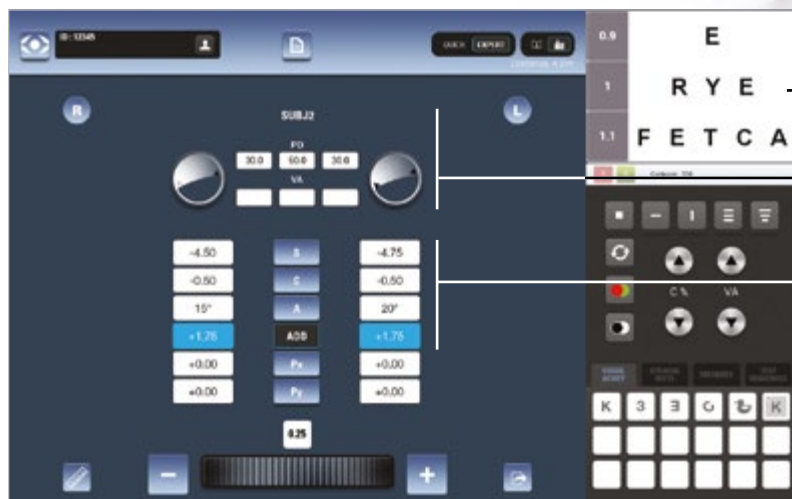 ID: 12345
QUICK EXPERT
R
SUBJ2
L
PD
30.0 60.0 30.0
VA
-4.50 S -4.75
-0.50 C -0.50
15° A 20°
+1.75 ADD +1.75
+0.00 Px +0.00
+0.00 Py +0.00
0.25
0.9 E
1 R Y E
1.1 F E T C A
C % VA
VISUAL ACUITY
K 3 K